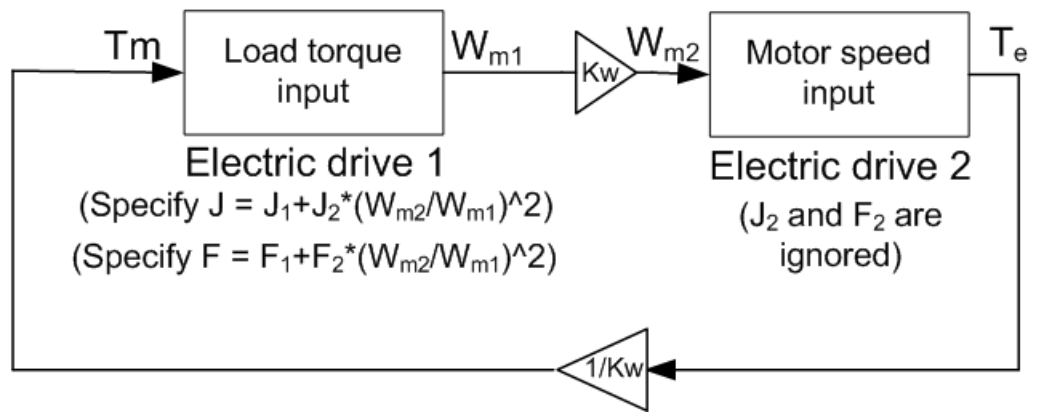 Tm
Load torque
input
W_m1
Kw
W_m2
Motor speed
input
T_e
Electric drive 1
(Specify J = J_1+J_2*(W_m2/W_m1)^2)
(Specify F = F_1+F_2*(W_m2/W_m1)^2)
Electric drive 2
(J_2 and F_2 are
ignored)
1/Kw